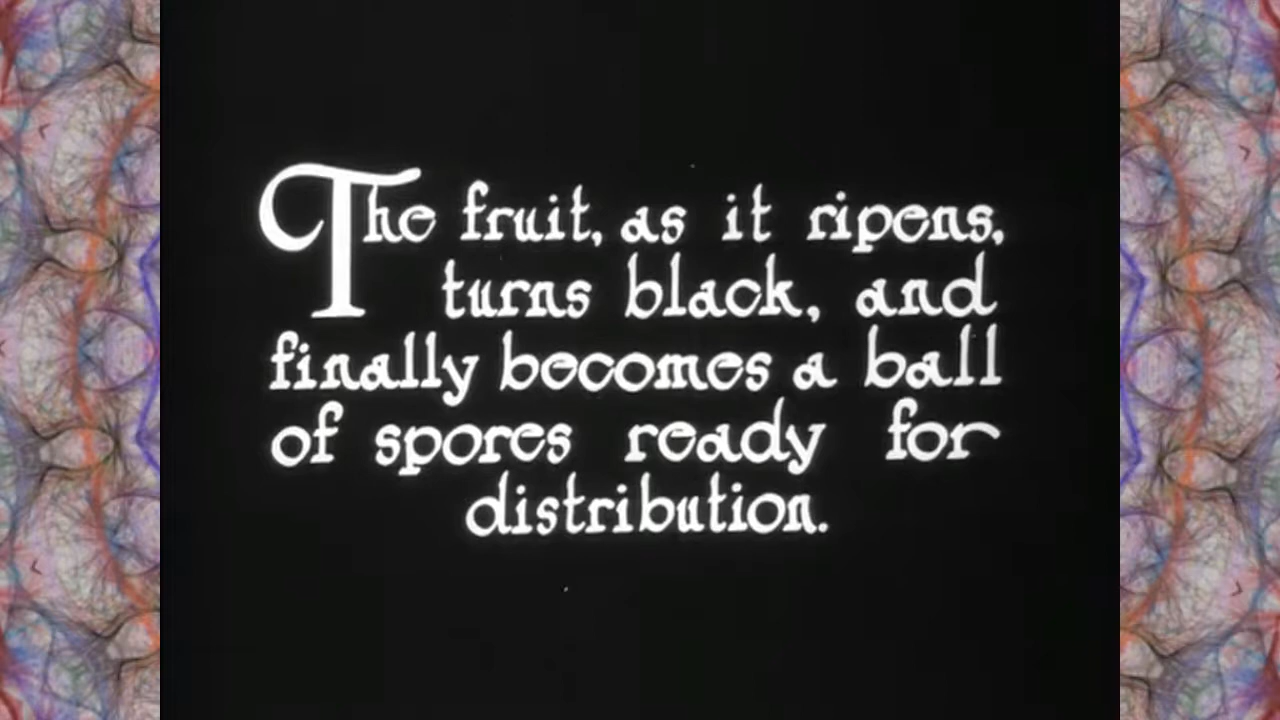 The fruit, as it ripens,
turns black, and
finally becomes a ball
of spores ready for
distribution.